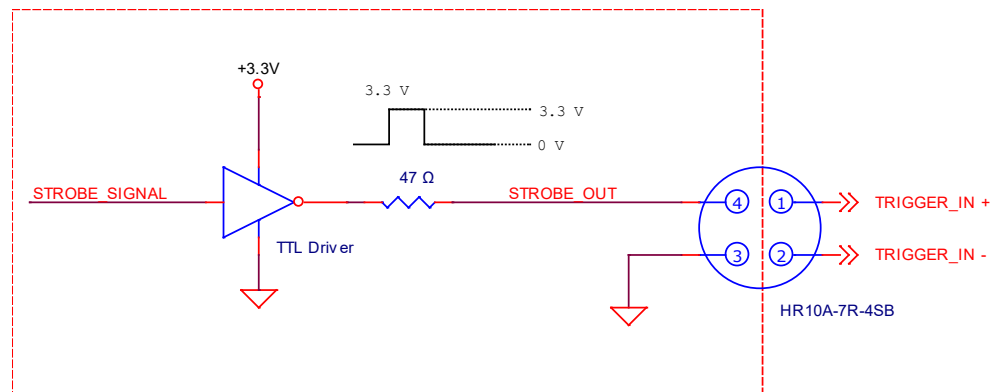 +3.3V
3.3 V
3.3 V
0 V
STROBE_SIGNAL
47 Ω
STROBE_OUT
TTL Driver
4
1
TRIGGER_IN +
3
2
TRIGGER_IN -
HR10A-7R-4SB